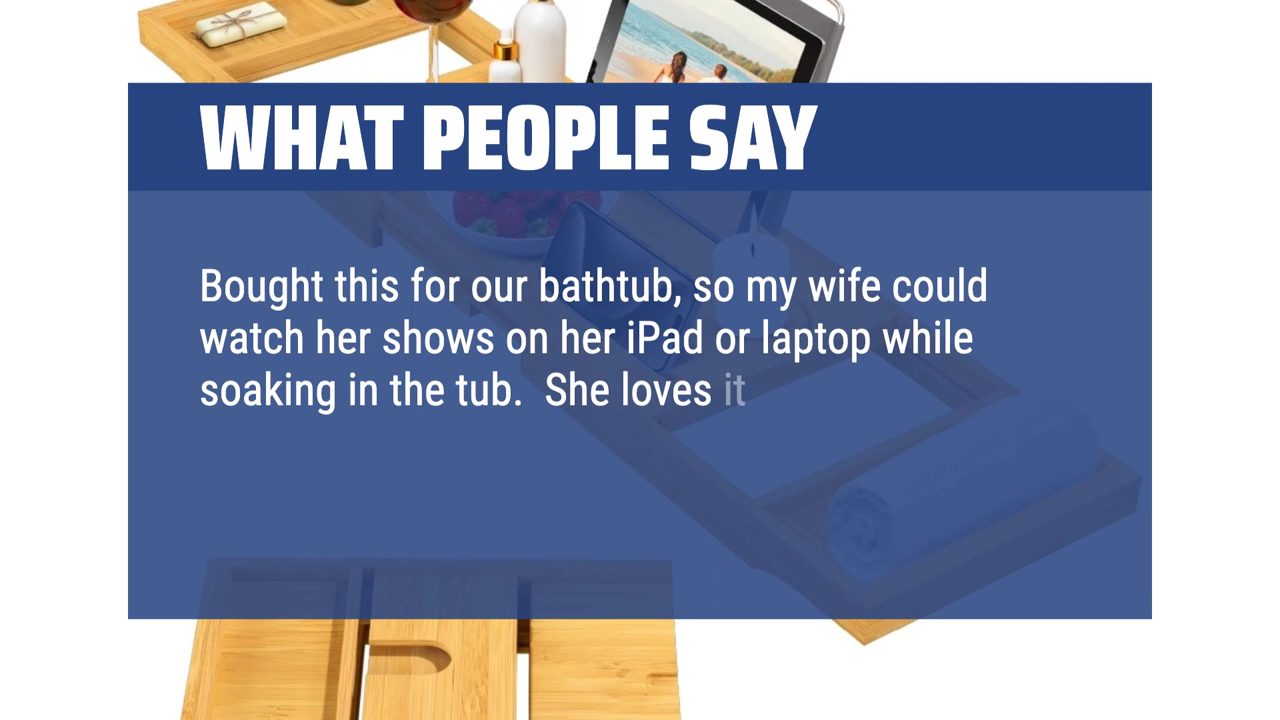 WHAT PEOPLE SAY
Bought this for our bathtub, so my wife could
watch her shows on her iPad or laptop while
soaking in the tub.  She loves it